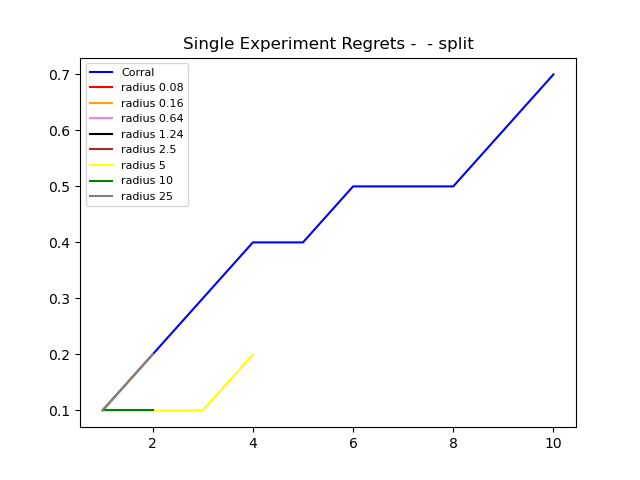 Single Experiment Regrets -  - split
0.7
0.6
0.5
0.4
0.3
0.2
0.1
Corral
radius 0.08
radius 0.16
radius 0.64
radius 1.24
radius 2.5
radius 5
radius 10
radius 25
2 4 6 8 10